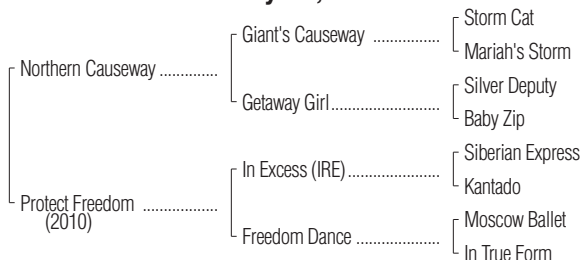 Storm Cat
Giant's Causeway ................
Mariah's Storm
Northern Causeway ..............
Silver Deputy
Getaway Girl.......................
Baby Zip
Siberian Express
In Excess (IRE)......................
Kantado
Protect Freedom ..................
(2010)
Moscow Ballet
Freedom Dance ....................
In True Form